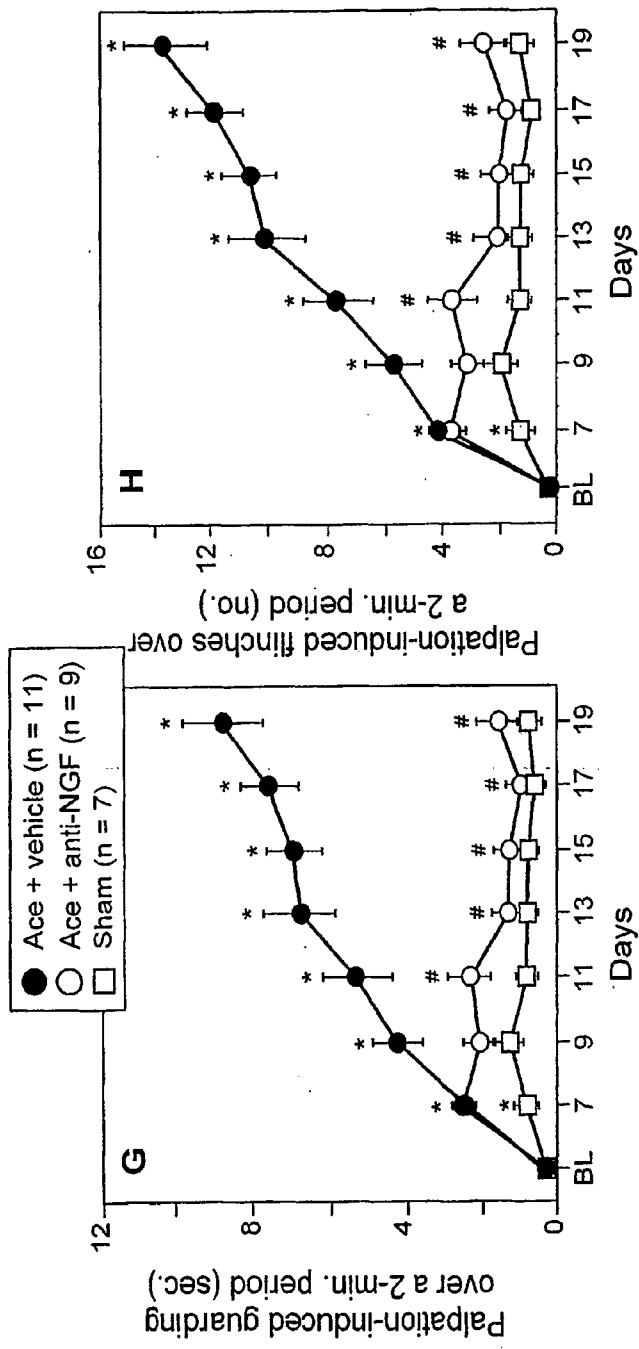 Ace + vehicle (n = 11)
Ace + anti-NGF (n = 9)
Sham (n = 7)
G
Palpation-induced guarding
over a 2-min. period (sec.)
12
8
4
0
* * * * * * * *
# # # # #
BL 7 9 11 13 15 17 19
Days
H
Palpation-induced flinches over
a 2-min. period (no.)
16
12
8
4
0
* * * * * * * *
# # # # #
BL 7 9 11 13 15 17 19
Days